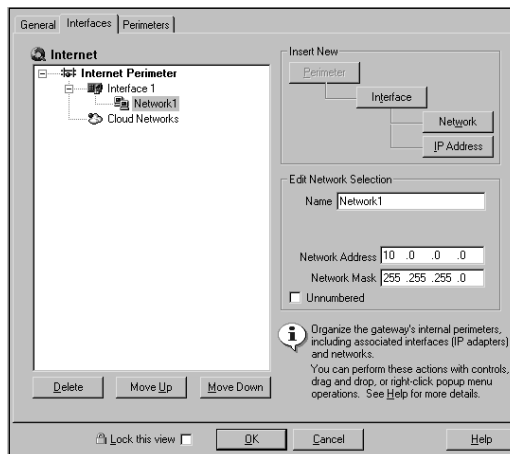 General Interfaces Perimeters
Internet
Internet Perimeter
Interface 1
Network1
Cloud Networks
Delete Move Up Move Down
Insert New
Perimeter
Interface
Network
IP Address
Edit Network Selection
Name Network1
Network Address 10 .0 .0 .0
Network Mask 255 .255 .255 .0
Unnumbered
Organize the gateway's internal perimeters,
including associated interfaces (IP adapters)
and networks.
You can perform these actions with controls,
drag and drop, or right-click popup menu
operations. See Help for more details.
Lock this view OK Cancel Help